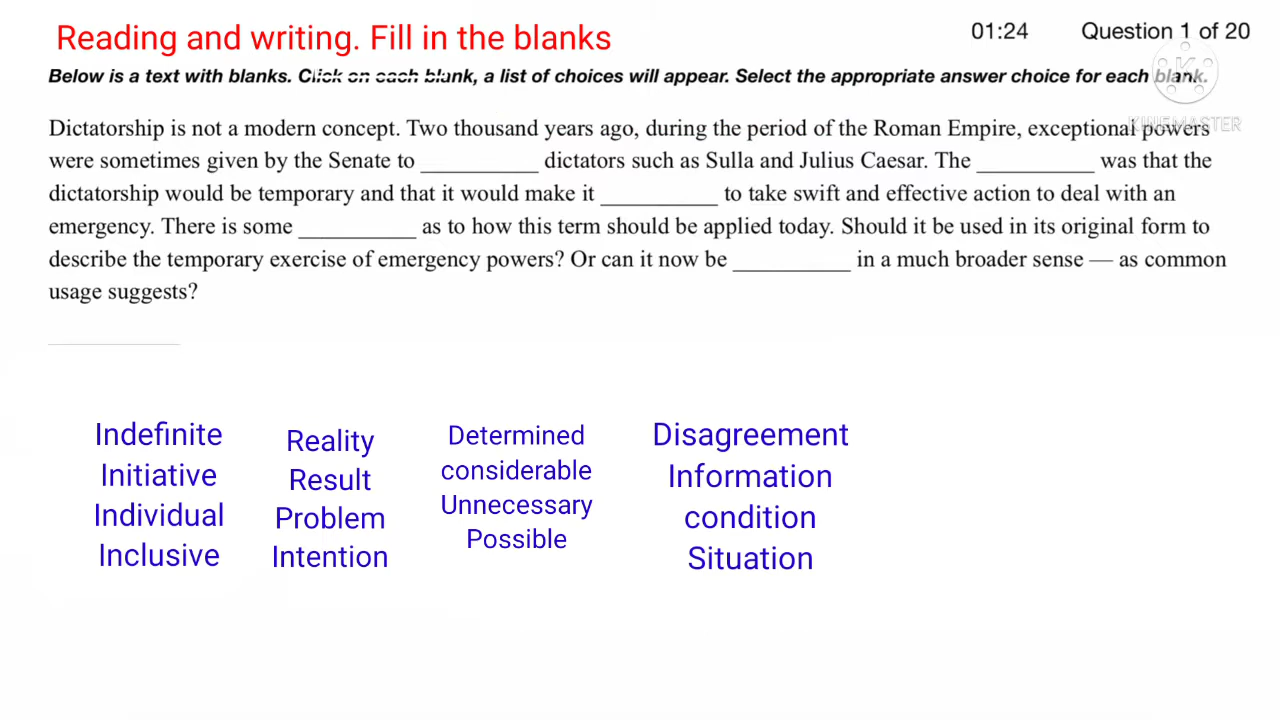 Reading and writing. Fill in the blanks
01:24 Question 1 of 20
Below is a text with blanks. Click on each blank, a list of choices will appear. Select the appropriate answer choice for each blank.
KINEMASTER
Dictatorship is not a modern concept. Two thousand years ago, during the period of the Roman Empire, exceptional powers
were sometimes given by the Senate to __________ dictators such as Sulla and Julius Caesar. The __________ was that the
dictatorship would be temporary and that it would make it __________ to take swift and effective action to deal with an
emergency. There is some __________ as to how this term should be applied today. Should it be used in its original form to
describe the temporary exercise of emergency powers? Or can it now be __________ in a much broader sense — as common
usage suggests?
Indefinite
Initiative
Individual
Inclusive
Reality
Result
Problem
Intention
Determined
considerable
Unnecessary
Possible
Disagreement
Information
condition
Situation